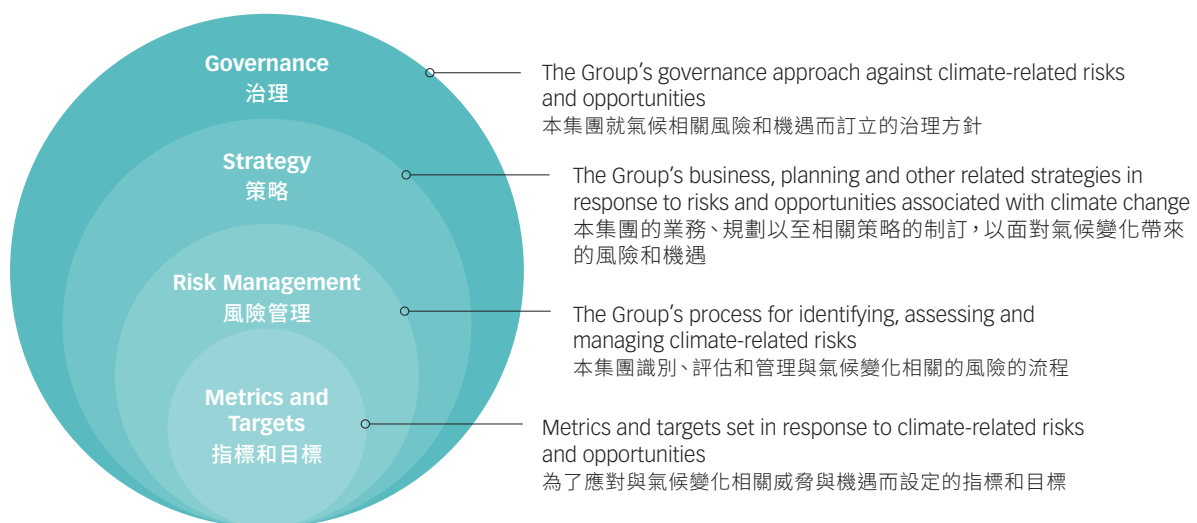 Governance
治理
The Group's governance approach against climate-related risks
and opportunities
本集團就氣候相關風險和機遇而訂立的治理方針
Strategy
策略
The Group's business, planning and other related strategies in
response to risks and opportunities associated with climate change
本集團的業務、規劃以至相關策略的制訂，以面對氣候變化帶來
的風險和機遇
Risk Management
風險管理
The Group's process for identifying, assessing and
managing climate-related risks
本集團識別、評估和管理與氣候變化相關的風險的流程
Metrics and
Targets
指標和目標
Metrics and targets set in response to climate-related risks
and opportunities
為了應對與氣候變化相關威脅與機遇而設定的指標和目標